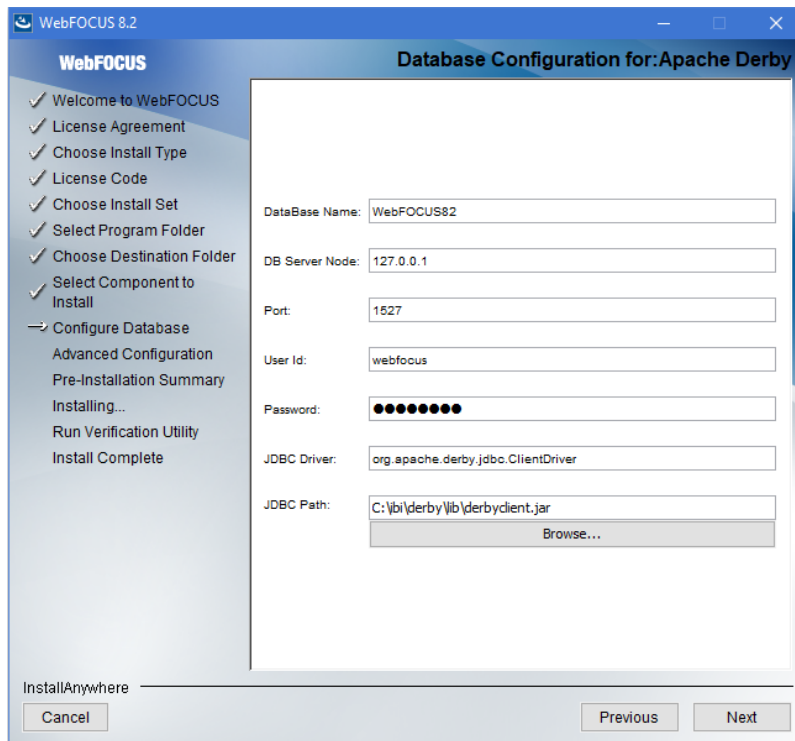 WebFOCUS 8.2
WebFOCUS
Database Configuration for:Apache Derby
Welcome to WebFOCUS
License Agreement
Choose Install Type
License Code
Choose Install Set
Select Program Folder
Choose Destination Folder
Select Component to
Install
Configure Database
Advanced Configuration
Pre-Installation Summary
Installing...
Run Verification Utility
Install Complete
DataBase Name: WebFOCUS82
DB Server Node: 127.0.0.1
Port: 1527
User Id: webfocus
Password: ●●●●●●●●
JDBC Driver: org.apache.derby.jdbc.ClientDriver
JDBC Path: C:\ibi\derby\lib\derbyclient.jar
Browse...
InstallAnywhere
Cancel
Previous
Next